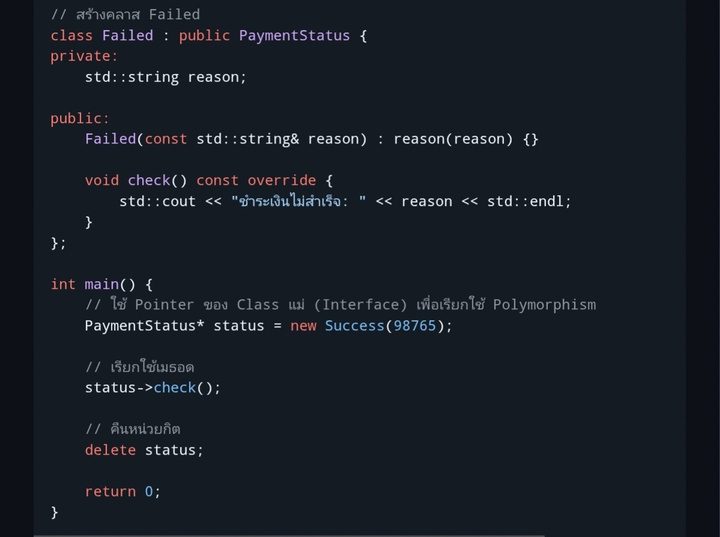 // สร้างคลาส Failed
class Failed : public PaymentStatus {
private:
    std::string reason;

public:
    Failed(const std::string& reason) : reason(reason) {}

    void check() const override {
        std::cout << "ชำระเงินไม่สำเร็จ: " << reason << std::endl;
    }
};

int main() {
    // ใช้ Pointer ของ Class แม่ (Interface) เพื่อเรียกใช้ Polymorphism
    PaymentStatus* status = new Success(98765);

    // เรียกใช้เมธอด
    status->check();

    // คืนหน่วยกิต
    delete status;

    return 0;
}